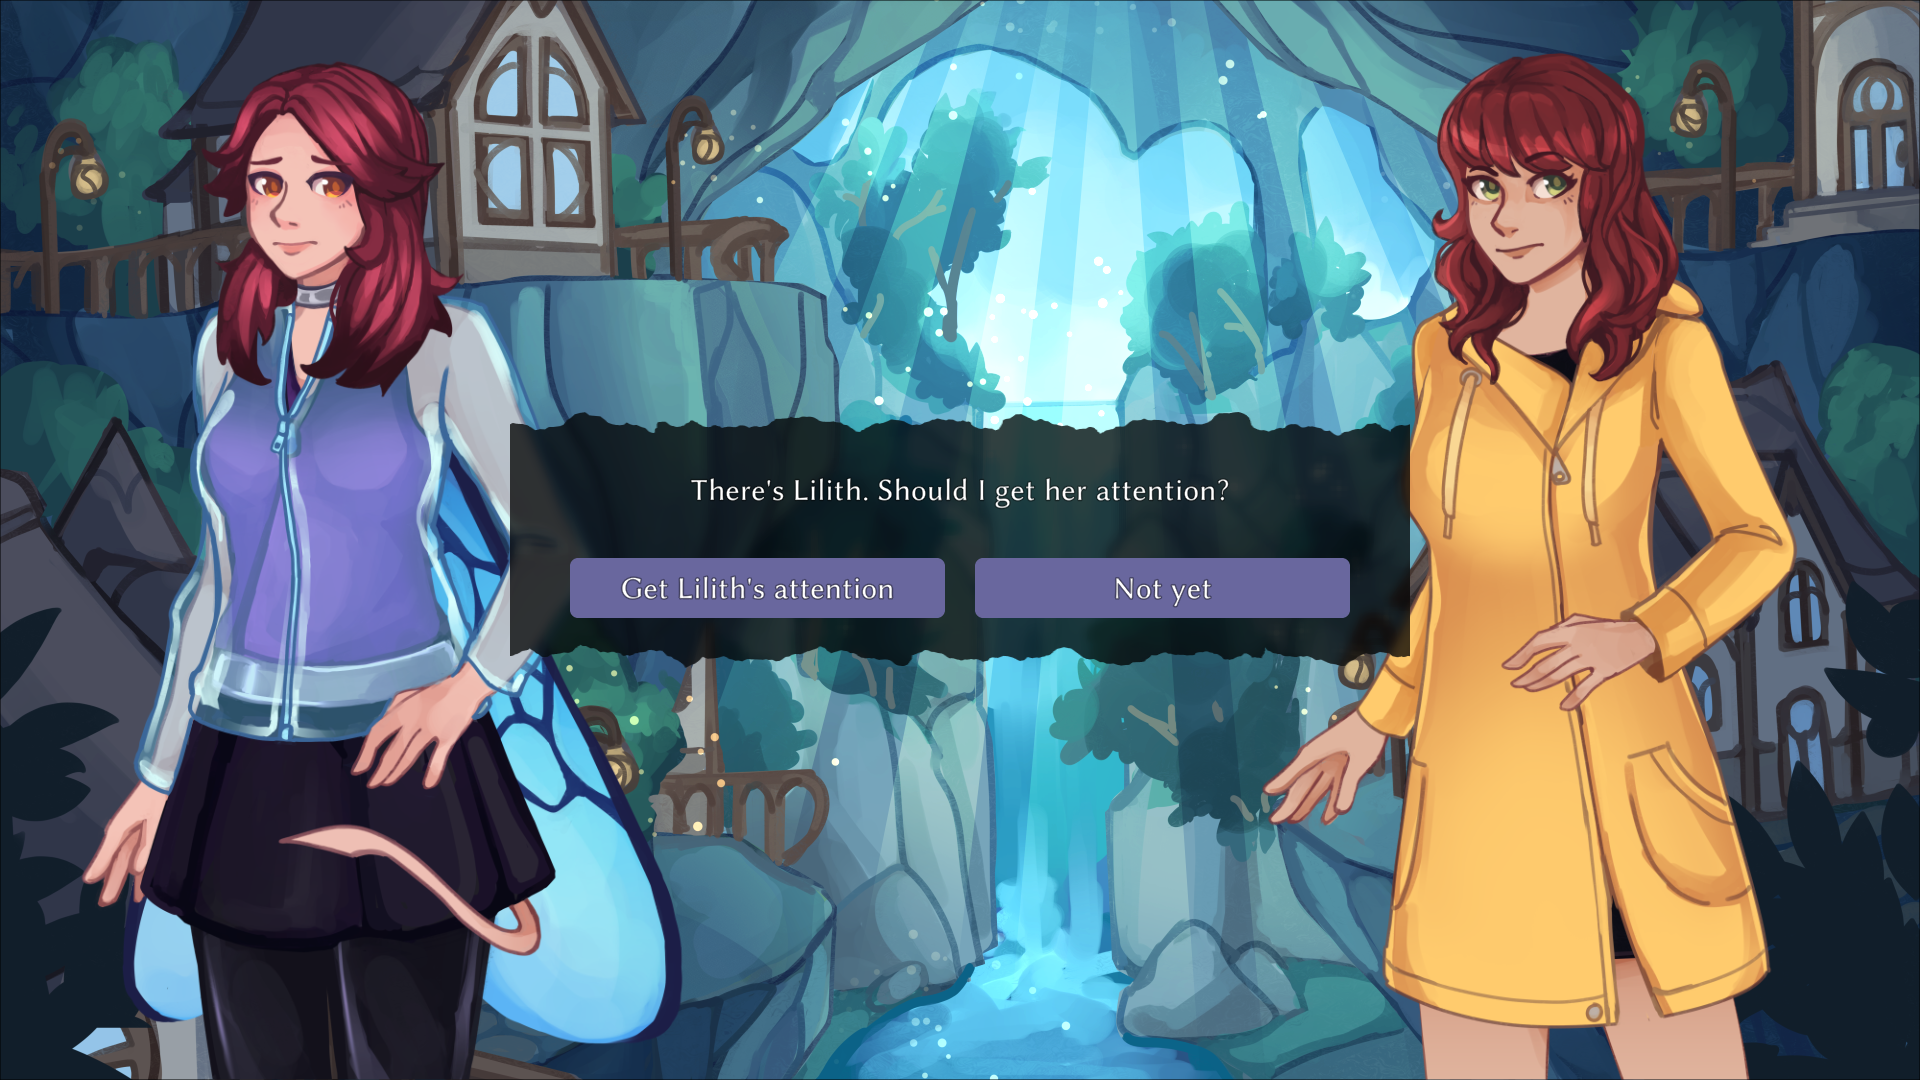 There's Lilith. Should I get her attention?
Get Lilith's attention
Not yet